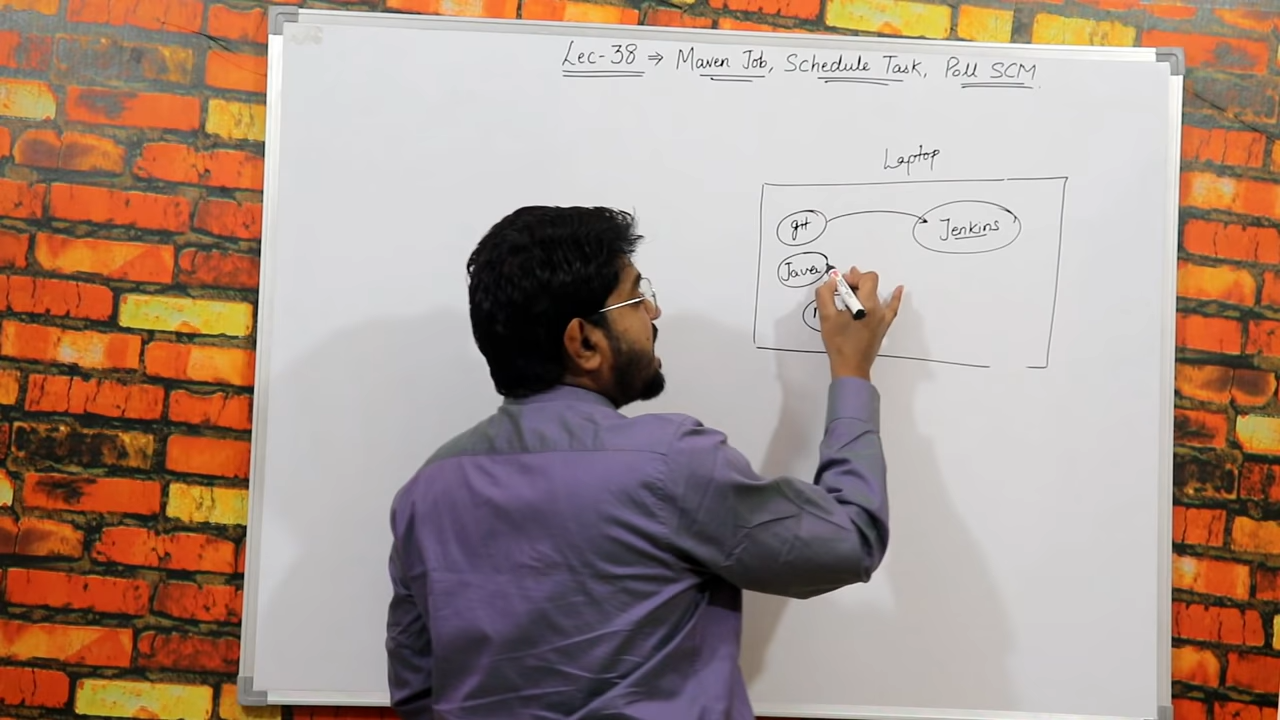 Lec-38 ⇒ Maven Job, Schedule Task, Poll SCM
Laptop
git
Jenkins
Java